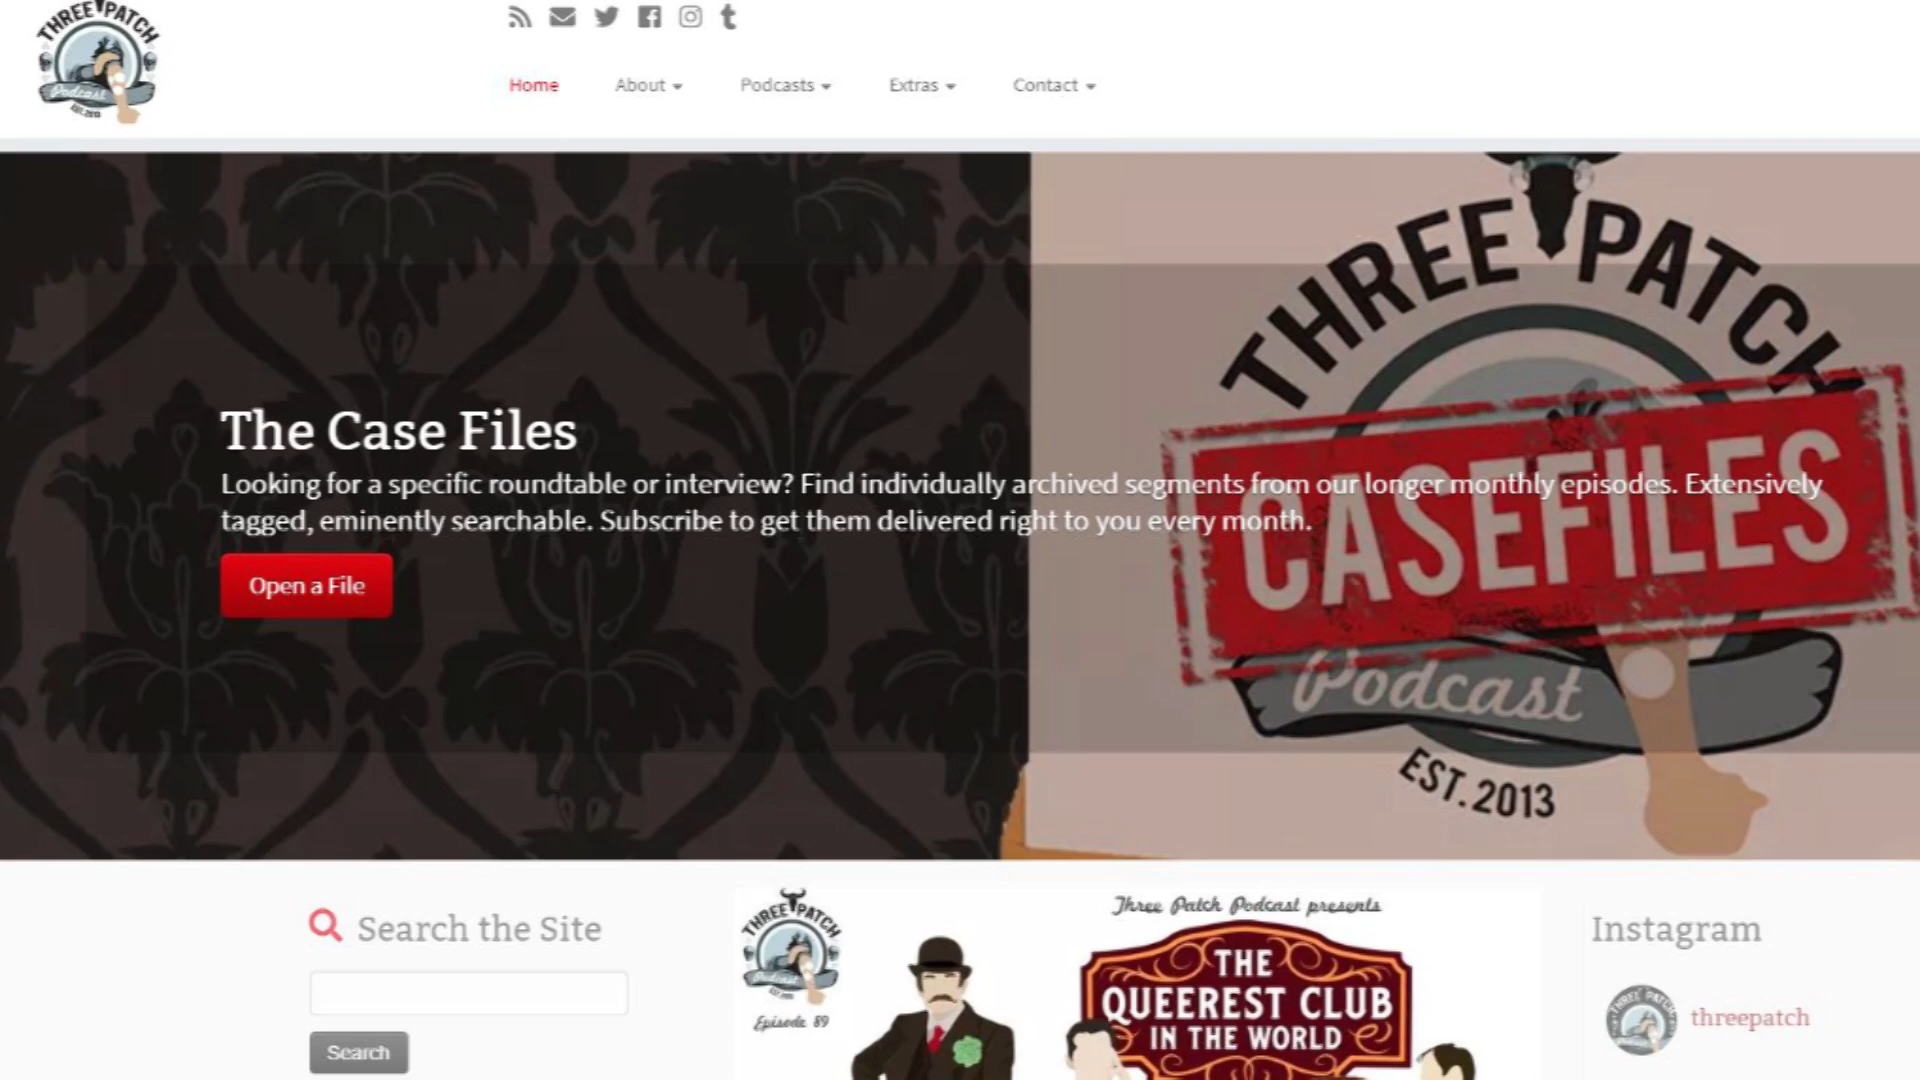 THREE PATCH
Podcast
EST. 2013
Home
About
Podcasts
Extras
Contact
THREE PATCH
CASEFILES
Podcast
EST. 2013
The Case Files
Looking for a specific roundtable or interview? Find individually archived segments from our longer monthly episodes. Extensively
tagged, eminently searchable. Subscribe to get them delivered right to you every month.
Open a File
Search the Site
Search
THREE PATCH
Podcast
Episode 89
Three Patch Podcast presents
THE
QUEEREST CLUB
IN THE WORLD
Instagram
THREE PATCH
threepatch